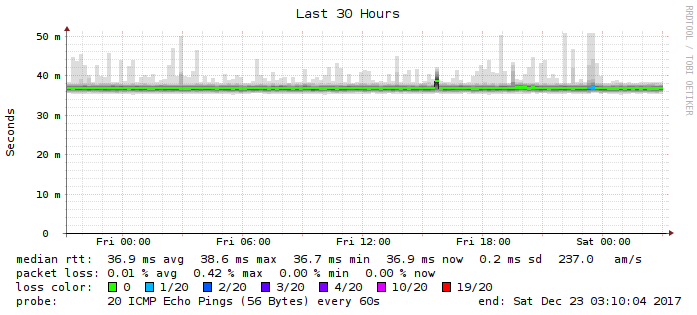 Last 30 Hours
RRDTOOL / TOBI OETIKER
Seconds
50 m
40 m
30 m
20 m
10 m
0
Fri 00:00 Fri 06:00 Fri 12:00 Fri 18:00 Sat 00:00
median rtt: 36.9 ms avg 38.6 ms max 36.7 ms min 36.9 ms now 0.2 ms sd 237.0 am/s
packet loss: 0.01 % avg 0.42 % max 0.00 % min 0.00 % now
loss color: 0 1/20 2/20 3/20 4/20 10/20 19/20
probe: 20 ICMP Echo Pings (56 Bytes) every 60s end: Sat Dec 23 03:10:04 2017